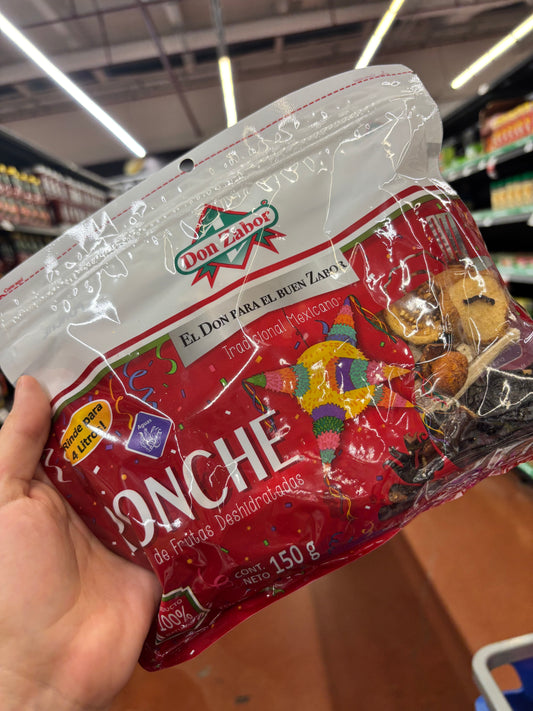 Don Zabor
El Don para el buen Zabor
Tradicional Mexicano
¡Rinde para
4 Litros!
Aguas
PONCHE
de Frutas Deshidratadas
CONT.
NETO 150 g
100%